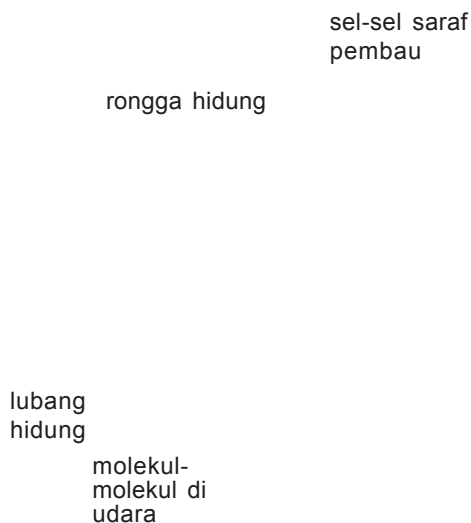 sel-sel saraf
pembau
rongga hidung
lubang
hidung
molekul-
molekul di
udara